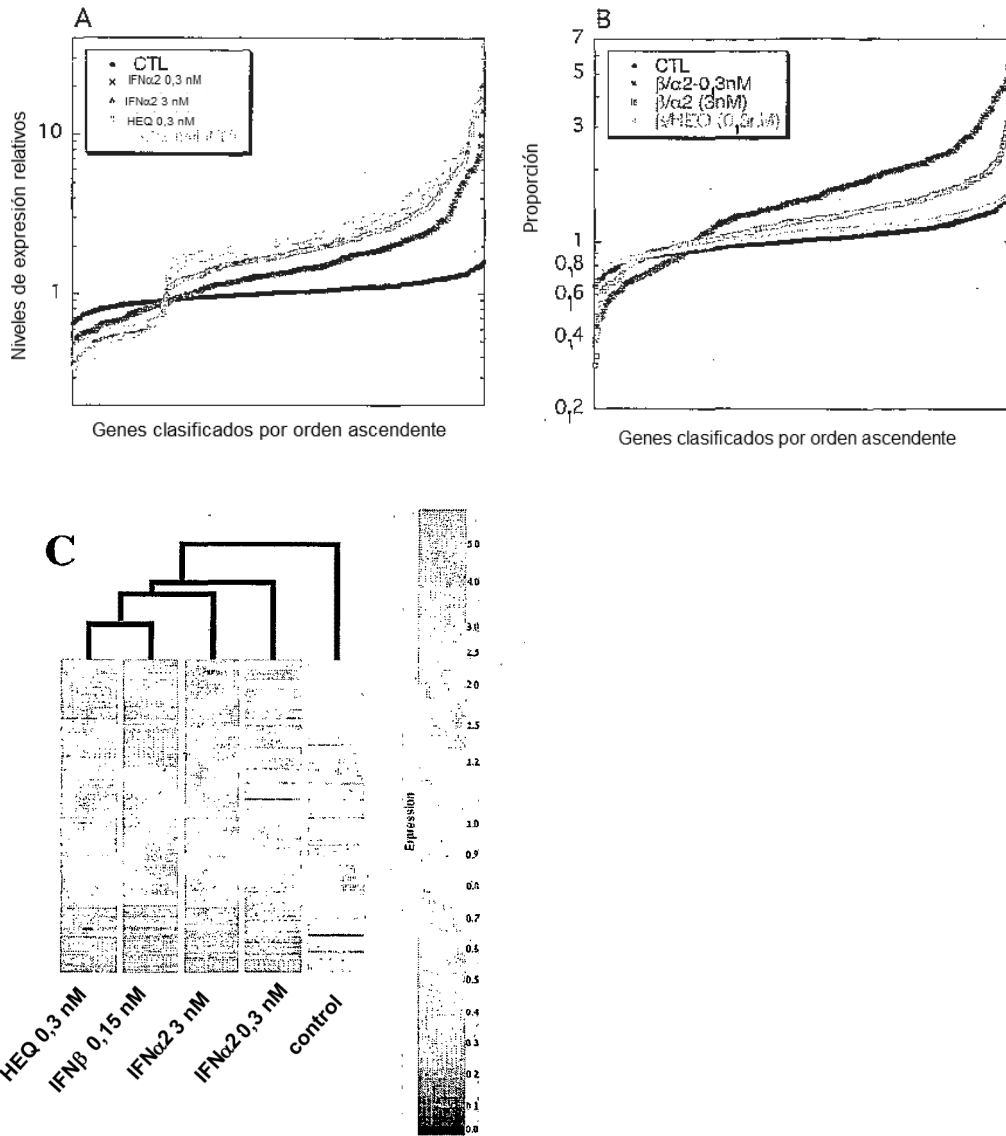 A
Niveles de expresión relativos
10
1
CTL
IFNα2 0,3 nM
IFNα2 3 nM
HEQ 0,3 nM
Genes clasificados por orden ascendente
B
Proporción
7
5
3
1
0,8
0,6
0,4
0,2
CTL
β/α2-0,3nM
β/α2 (3nM)
Genes clasificados por orden ascendente
C
HEQ 0,3 nM
IFNβ 0,15 nM
IFNα2 3 nM
IFNα2 0,3 nM
control
Expression
5.0
4.0
3.0
2.5
2.0
1.5
1.2
1.0
0.9
0.8
0.7
0.6
0.5
0.4
0.3
0.2
0.1
0.0